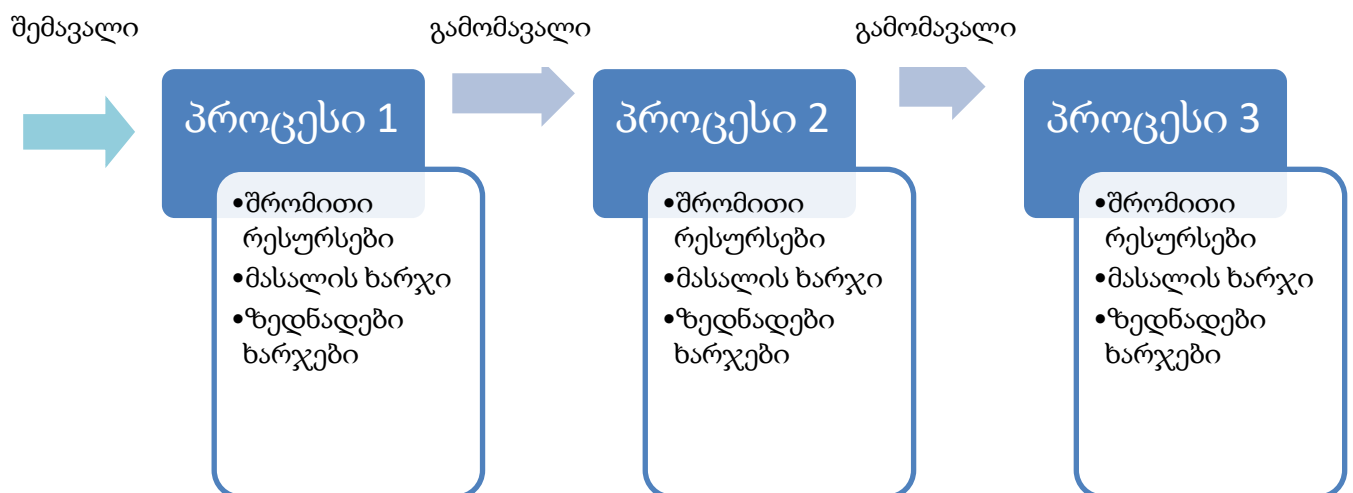 შემავალი
გამომავალი
გამომავალი
პროცესი 1
•შრომითი
რესურსები
•მასალის ხარჯი
•ზედნადები
ხარჯები
პროცესი 2
•შრომითი
რესურსები
•მასალის ხარჯი
•ზედნადები
ხარჯები
პროცესი 3
•შრომითი
რესურსები
•მასალის ხარჯი
•ზედნადები
ხარჯები